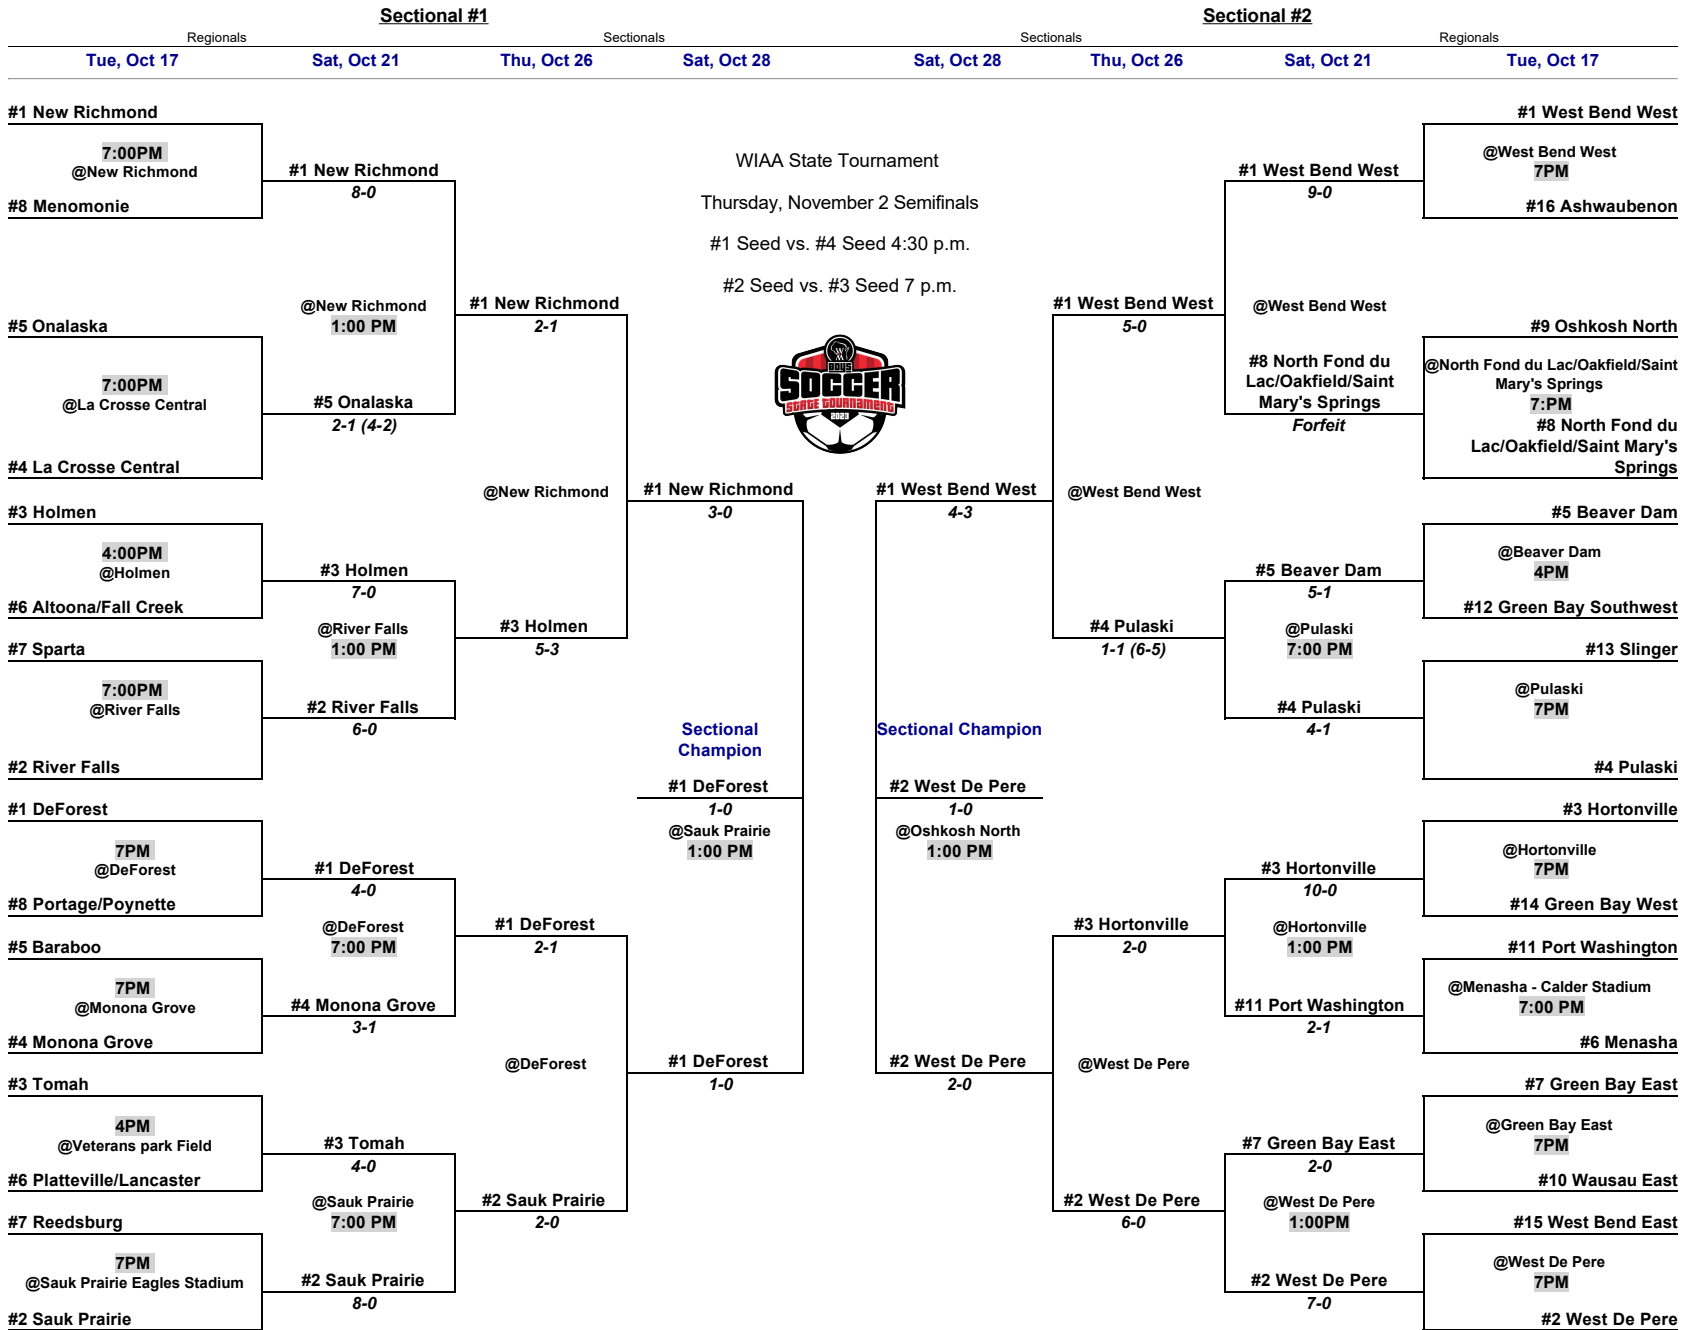 Sectional #1
Sectional #2
Regionals
Sectionals
Sectionals
Regionals
Tue, Oct 17
Sat, Oct 21
Thu, Oct 26
Sat, Oct 28
Sat, Oct 28
Thu, Oct 26
Sat, Oct 21
Tue, Oct 17
#1 New Richmond
7:00PM
@New Richmond
#8 Menomonie
#5 Onalaska
7:00PM
@La Crosse Central
#4 La Crosse Central
#3 Holmen
4:00PM
@Holmen
#6 Altoona/Fall Creek
#7 Sparta
7:00PM
@River Falls
#2 River Falls
#1 DeForest
7PM
@DeForest
#8 Portage/Poynette
#5 Baraboo
7PM
@Monona Grove
#4 Monona Grove
#3 Tomah
4PM
@Veterans park Field
#6 Platteville/Lancaster
#7 Reedsburg
7PM
@Sauk Prairie Eagles Stadium
#2 Sauk Prairie
#1 New Richmond
8-0
@New Richmond
1:00 PM
#5 Onalaska
2-1 (4-2)
#3 Holmen
7-0
@River Falls
1:00 PM
#2 River Falls
6-0
#1 DeForest
4-0
@DeForest
7:00 PM
#4 Monona Grove
3-1
#3 Tomah
4-0
@Sauk Prairie
7:00 PM
#2 Sauk Prairie
8-0
#1 New Richmond
2-1
@New Richmond
#3 Holmen
5-3
#1 DeForest
2-1
@DeForest
#2 Sauk Prairie
2-0
#1 New Richmond
3-0
Sectional
Champion
#1 DeForest
1-0
@Sauk Prairie
1:00 PM
#1 DeForest
1-0
WIAA State Tournament
Thursday, November 2 Semifinals
#1 Seed vs. #4 Seed 4:30 p.m.
#2 Seed vs. #3 Seed 7 p.m.
BOYS
SOCCER
STATE TOURNAMENT
2023
#1 West Bend West
4-3
Sectional Champion
#2 West De Pere
1-0
@Oshkosh North
1:00 PM
#2 West De Pere
2-0
#1 West Bend West
5-0
@West Bend West
#4 Pulaski
1-1 (6-5)
#3 Hortonville
2-0
@West De Pere
#2 West De Pere
6-0
#1 West Bend West
9-0
@West Bend West
#8 North Fond du
Lac/Oakfield/Saint
Mary's Springs
Forfeit
#5 Beaver Dam
5-1
@Pulaski
7:00 PM
#4 Pulaski
4-1
#3 Hortonville
10-0
@Hortonville
1:00 PM
#11 Port Washington
2-1
#7 Green Bay East
2-0
@West De Pere
1:00PM
#2 West De Pere
7-0
#1 West Bend West
@West Bend West
7PM
#16 Ashwaubenon
#9 Oshkosh North
@North Fond du Lac/Oakfield/Saint
Mary's Springs
7:PM
#8 North Fond du
Lac/Oakfield/Saint Mary's
Springs
#5 Beaver Dam
@Beaver Dam
4PM
#12 Green Bay Southwest
#13 Slinger
@Pulaski
7PM
#4 Pulaski
#3 Hortonville
@Hortonville
7PM
#14 Green Bay West
#11 Port Washington
@Menasha - Calder Stadium
7:00 PM
#6 Menasha
#7 Green Bay East
@Green Bay East
7PM
#10 Wausau East
#15 West Bend East
@West De Pere
7PM
#2 West De Pere